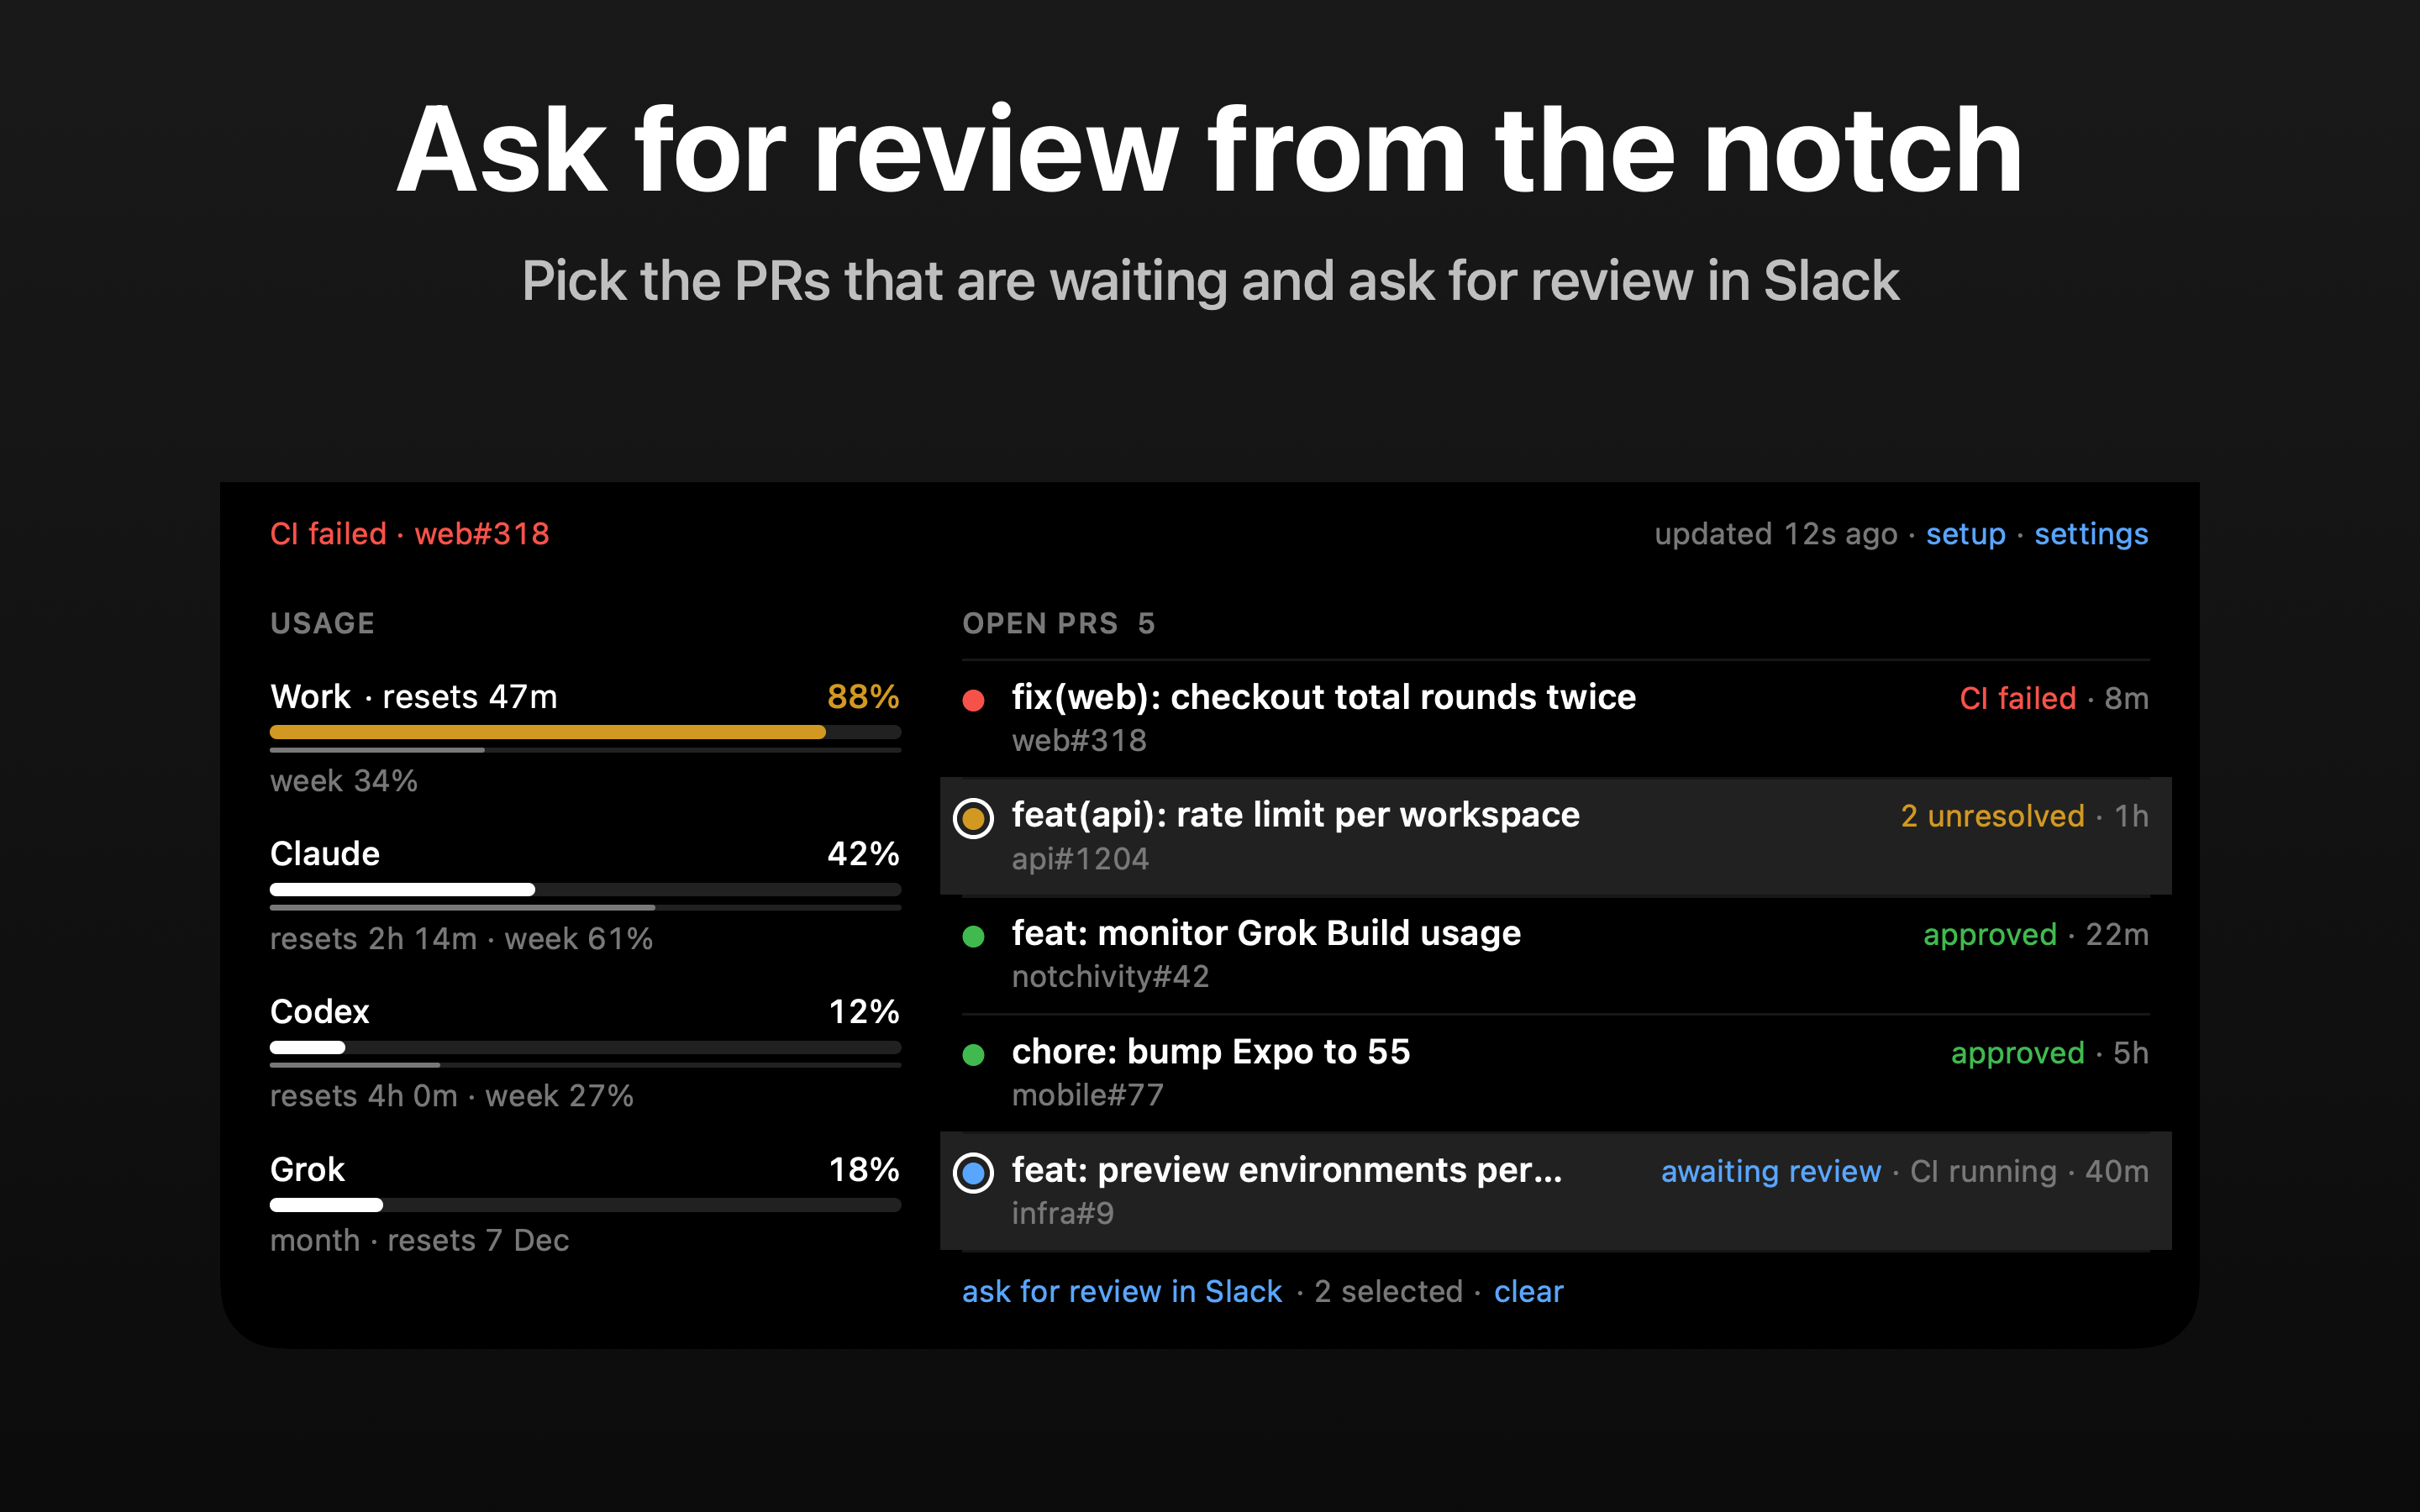 Ask for review from the notch
Pick the PRs that are waiting and ask for review in Slack
CI failed · web#318
updated 12s ago · setup · settings
USAGE
Work · resets 47m 88%
week 34%
Claude 42%
resets 2h 14m · week 61%
Codex 12%
resets 4h 0m · week 27%
Grok 18%
month · resets 7 Dec
OPEN PRS 5
fix(web): checkout total rounds twice CI failed · 8m
web#318
feat(api): rate limit per workspace 2 unresolved · 1h
api#1204
feat: monitor Grok Build usage approved · 22m
notchivity#42
chore: bump Expo to 55 approved · 5h
mobile#77
feat: preview environments per... awaiting review · CI running · 40m
infra#9
ask for review in Slack · 2 selected · clear